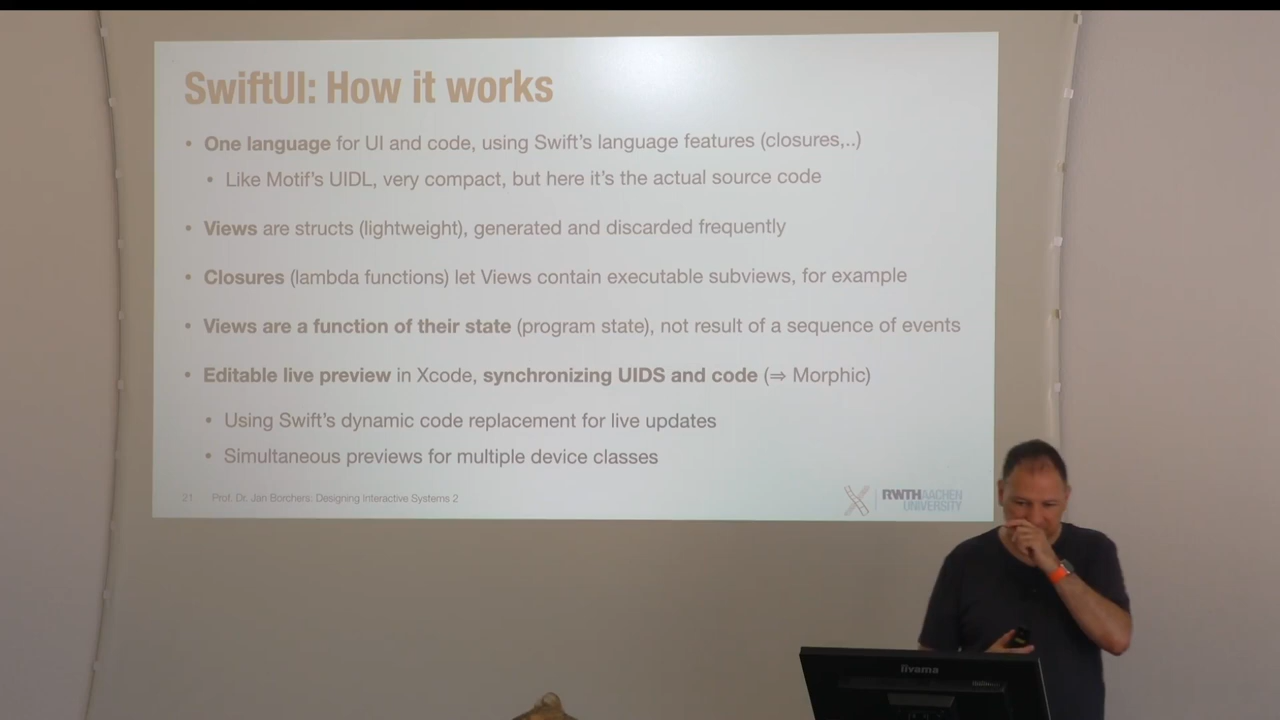 SwiftUI: How it works
• One language for UI and code, using Swift's language features (closures,..)
• Like Motif's UIDL, very compact, but here it's the actual source code
• Views are structs (lightweight), generated and discarded frequently
• Closures (lambda functions) let Views contain executable subviews, for example
• Views are a function of their state (program state), not result of a sequence of events
• Editable live preview in Xcode, synchronizing UIDS and code (⇒ Morphic)
• Using Swift's dynamic code replacement for live updates
• Simultaneous previews for multiple device classes
21 Prof. Dr. Jan Borchers: Designing Interactive Systems 2
RWTHAACHEN
UNIVERSITY
iiyama